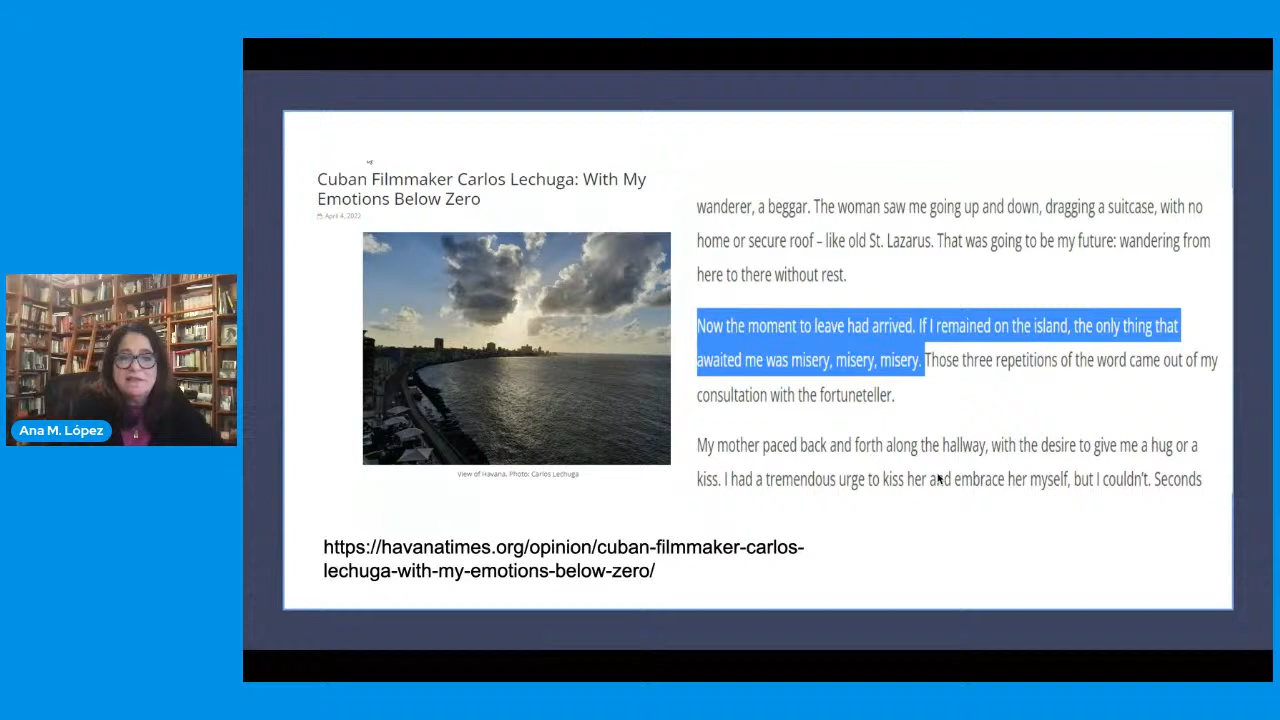 Cuban Filmmaker Carlos Lechuga: With My
Emotions Below Zero
April 4, 2022
View of Havana, Photo: Carlos Lechuga
wanderer, a beggar. The woman saw me going up and down, dragging a suitcase, with no
home or secure roof – like old St. Lazarus. That was going to be my future: wandering from
here to there without rest.
Now the moment to leave had arrived. If I remained on the island, the only thing that
awaited me was misery, misery, misery. Those three repetitions of the word came out of my
consultation with the fortuneteller.
My mother paced back and forth along the hallway, with the desire to give me a hug or a
kiss. I had a tremendous urge to kiss her and embrace her myself, but I couldn't. Seconds
https://havanatimes.org/opinion/cuban-filmmaker-carlos-
lechuga-with-my-emotions-below-zero/
Ana M. López